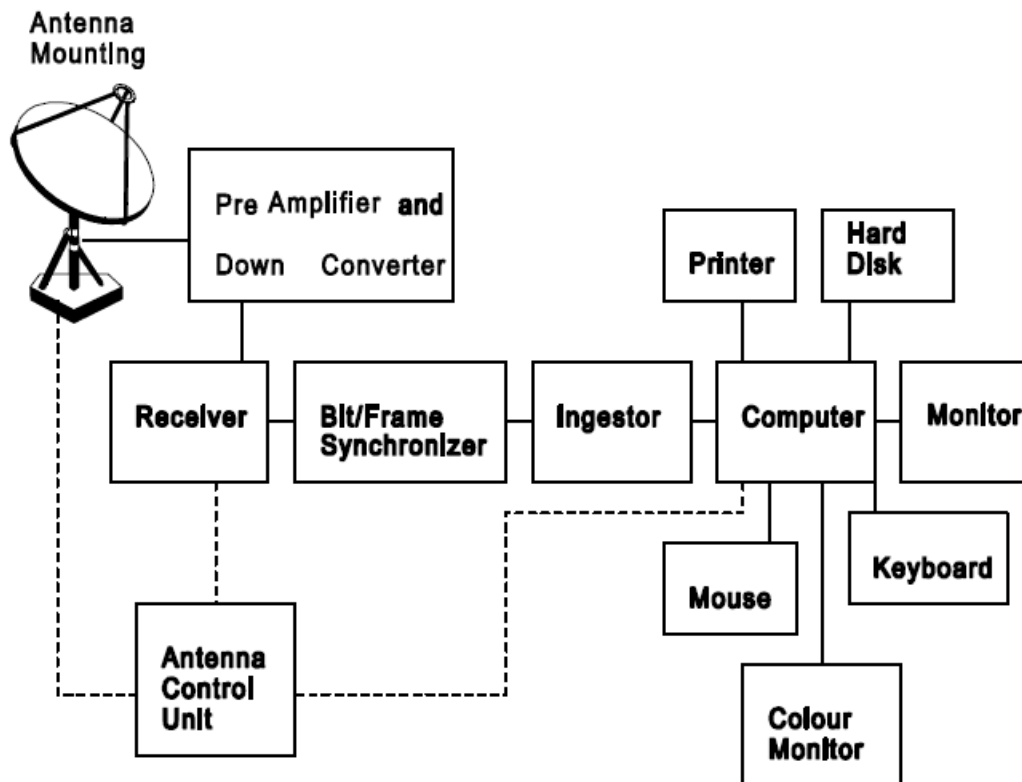 Antenna
Mounting
Pre Amplifier and
Down Converter
Printer
Hard
Disk
Receiver
Bit/Frame
Synchronizer
Ingestor
Computer
Monitor
Mouse
Keyboard
Antenna
Control
Unit
Colour
Monitor